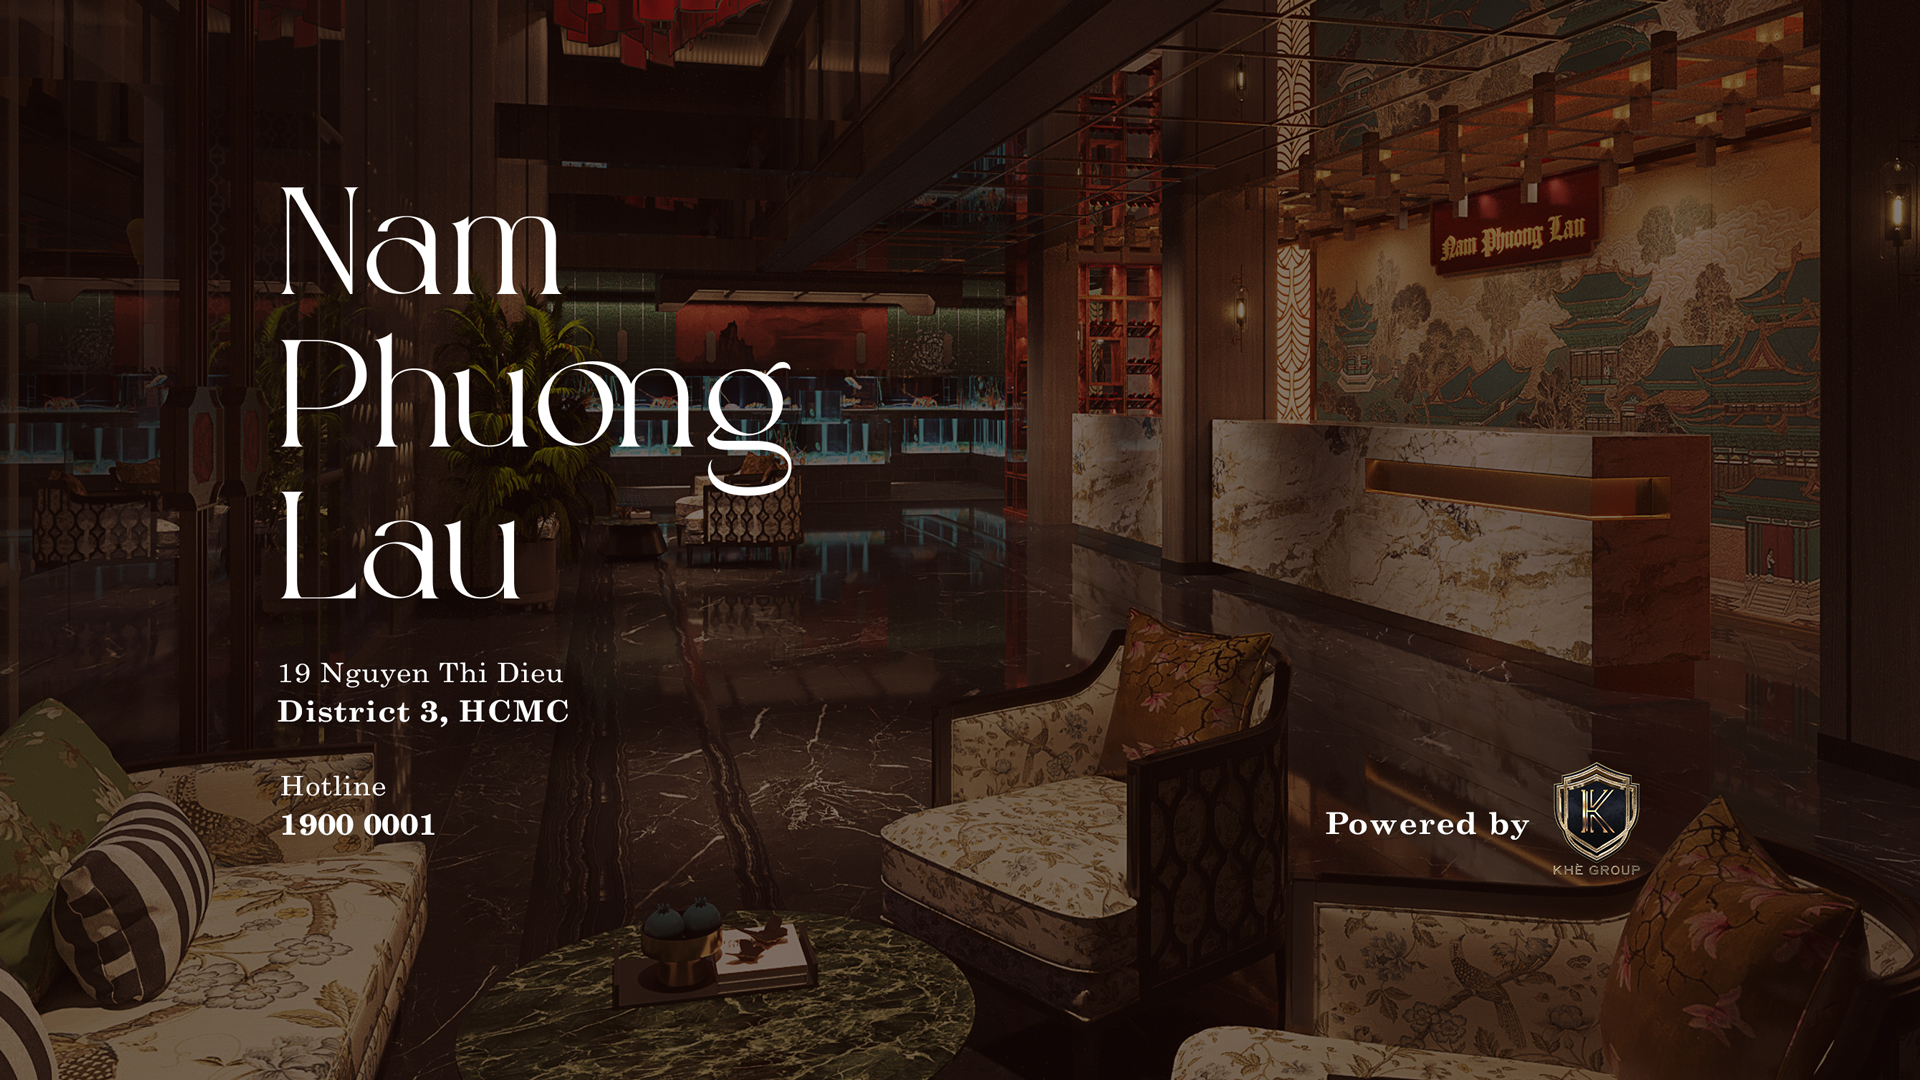 Nam
Phuong
Lau
Nam Phuong Lau
19 Nguyen Thi Dieu
District 3, HCMC
Hotline
1900 0001
Powered by
K
KHÈ GROUP